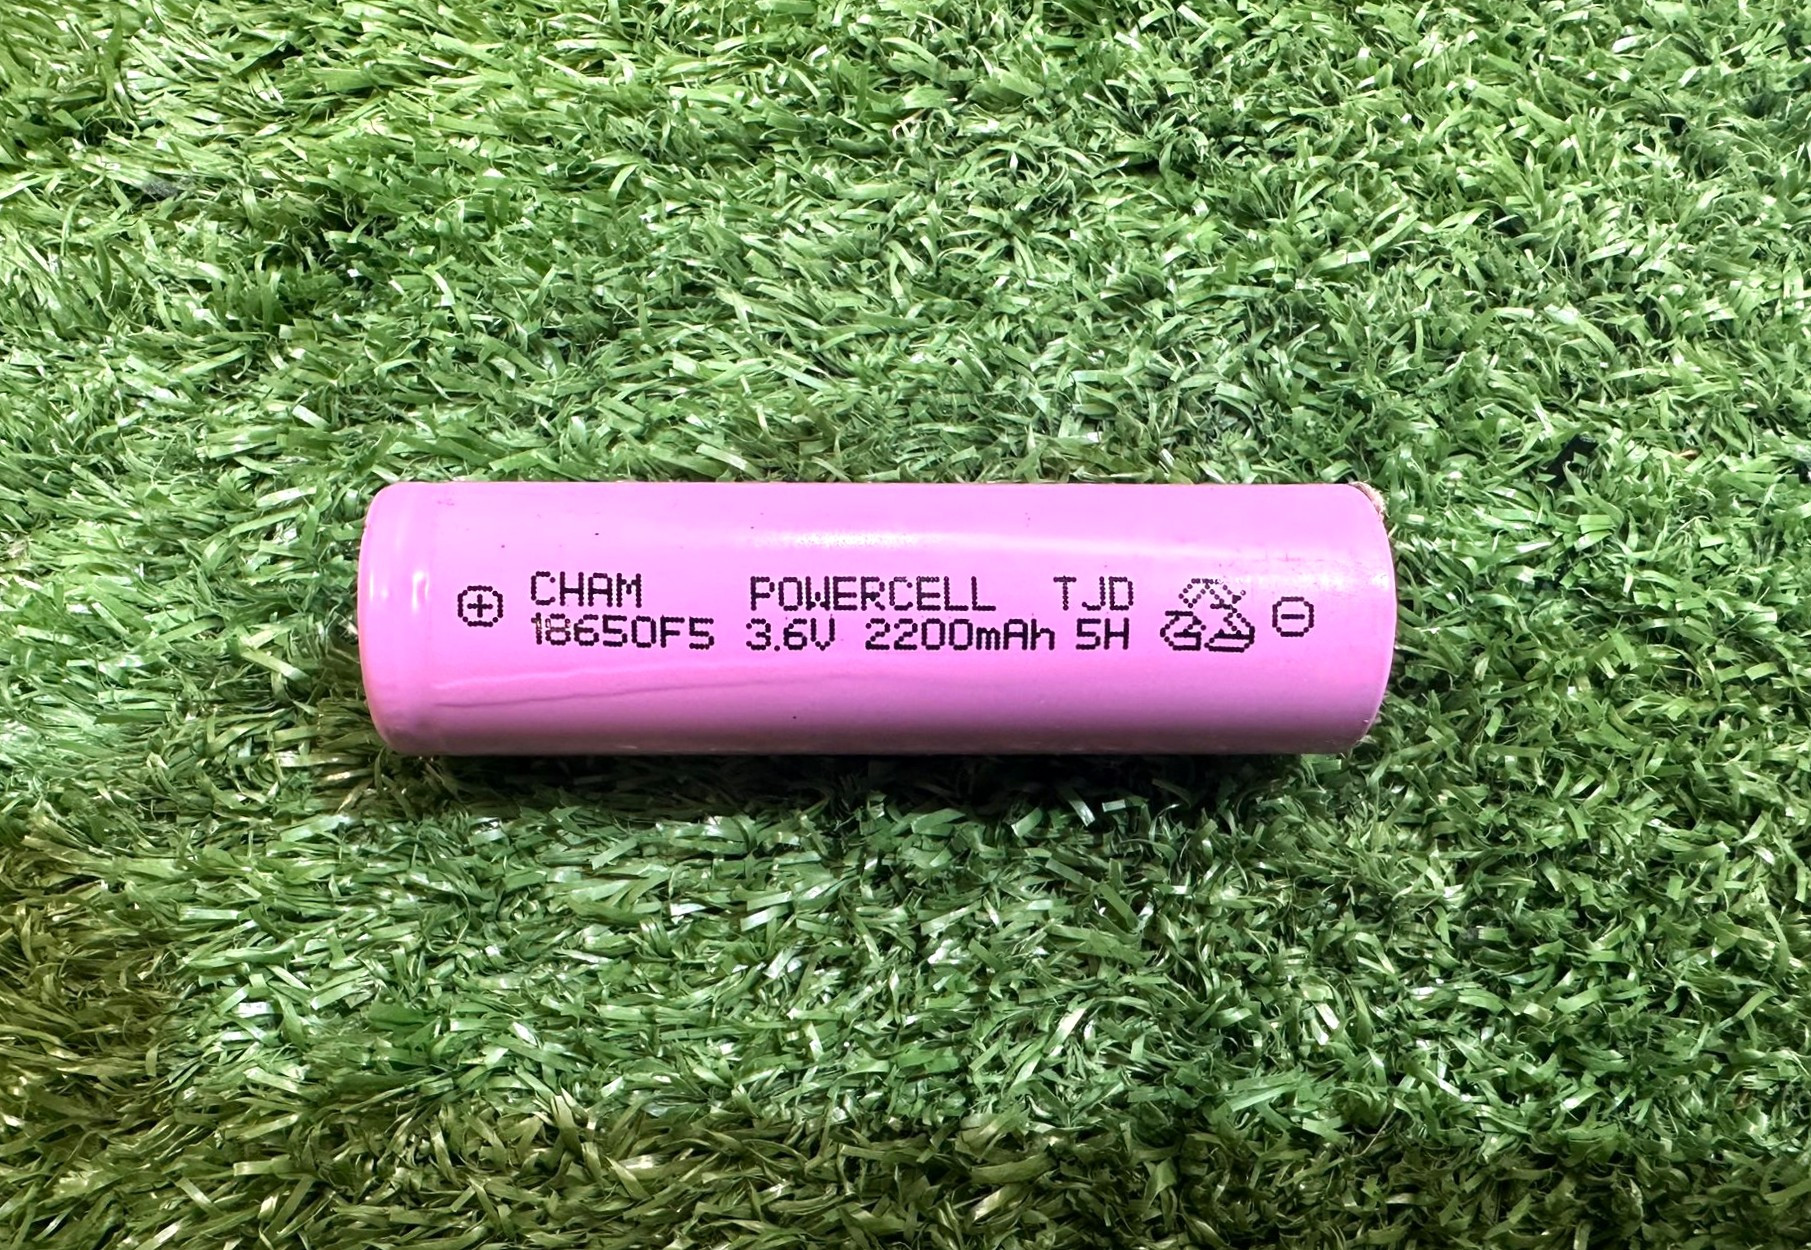 ⊕ CHAM POWERCELL TJD ⊖
18650F5 3.6V 2200mAh 5H